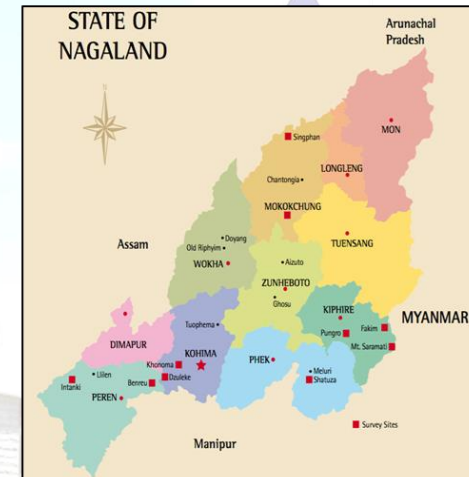 STATE OF
NAGALAND
Arunachal
Pradesh
N
MON
Singphan
LONGLENG
Chantongia
MOKOKCHUNG
TUENSANG
Assam
Doyang
Old Riphyim
WOKHA
Aizuto
ZUNHEBOTO
Ghosu
KIPHIRE
MYANMAR
Fakim
Pungro
Mt. Saramati
Tuophema
DIMAPUR
KOHIMA
Khonoma
PHEK
Meluri
Shatuza
Dzuleke
Benreu
Intanki
PEREN
Survey Sites
Manipur